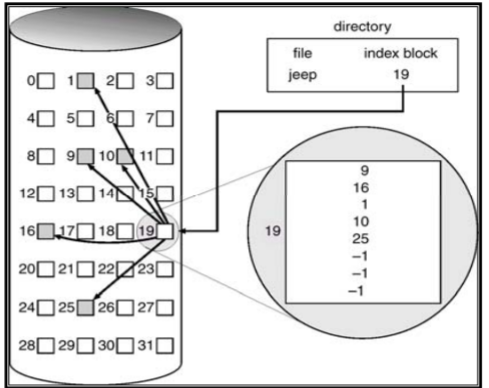 directory
file index block
jeep 19
0 1 2 3
4 5 6 7
8 9 10 11
12 13 14 15
16 17 18 19
20 21 22 23
24 25 26 27
28 29 30 31
19
9
16
1
10
25
–1
–1
–1